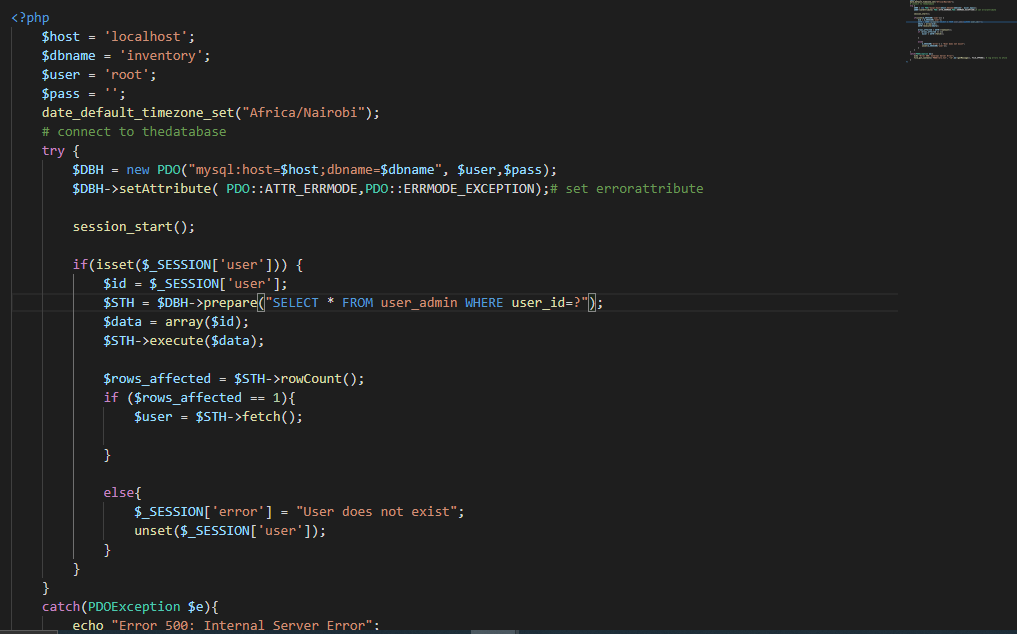 <?php
$host = 'localhost';
$dbname = 'inventory';
$user = 'root';
$pass = '';
date_default_timezone_set("Africa/Nairobi");
# connect to thedatabase
try {
$DBH = new PDO("mysql:host=$host;dbname=$dbname", $user,$pass);
$DBH->setAttribute( PDO::ATTR_ERRMODE,PDO::ERRMODE_EXCEPTION);# set errorattribute
session_start();
if(isset($_SESSION['user'])) {
$id = $_SESSION['user'];
$STH = $DBH->prepare("SELECT * FROM user_admin WHERE user_id=?");
$data = array($id);
$STH->execute($data);
$rows_affected = $STH->rowCount();
if ($rows_affected == 1){
$user = $STH->fetch();
}
else{
$_SESSION['error'] = "User does not exist";
unset($_SESSION['user']);
}
}
}
catch(PDOException $e){
echo "Error 500: Internal Server Error";